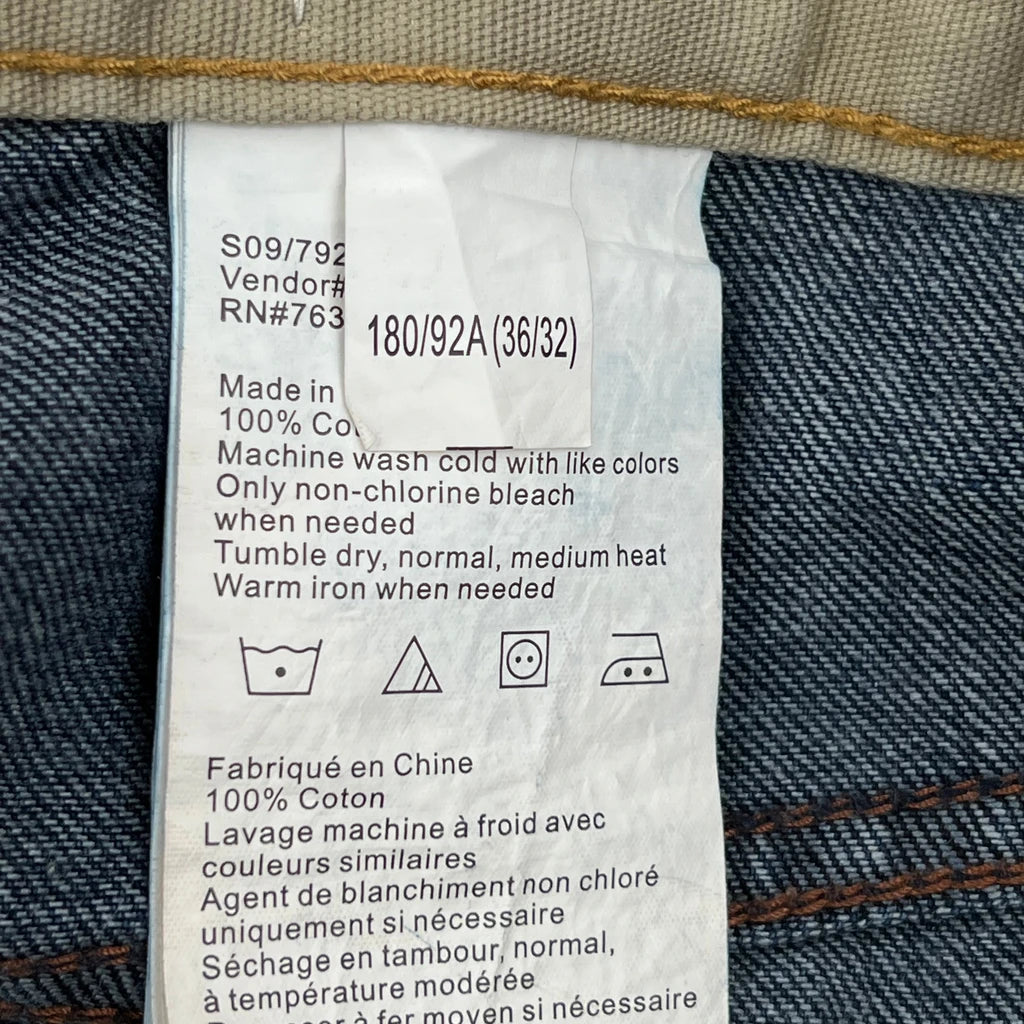 S09/792
Vendor#
RN#763
180/92A (36/32)
Made in
100%
Machine wash cold with like colors
Only non-chlorine bleach
when needed
Tumble dry, normal, medium heat
Warm iron when needed
Fabriqué en Chine
100% Coton
Lavage machine à froid avec
couleurs similaires
Agent de blanchiment non chloré
uniquement si nécessaire
Séchage en tambour, normal,
à température modérée
à fer moyen si nécessaire